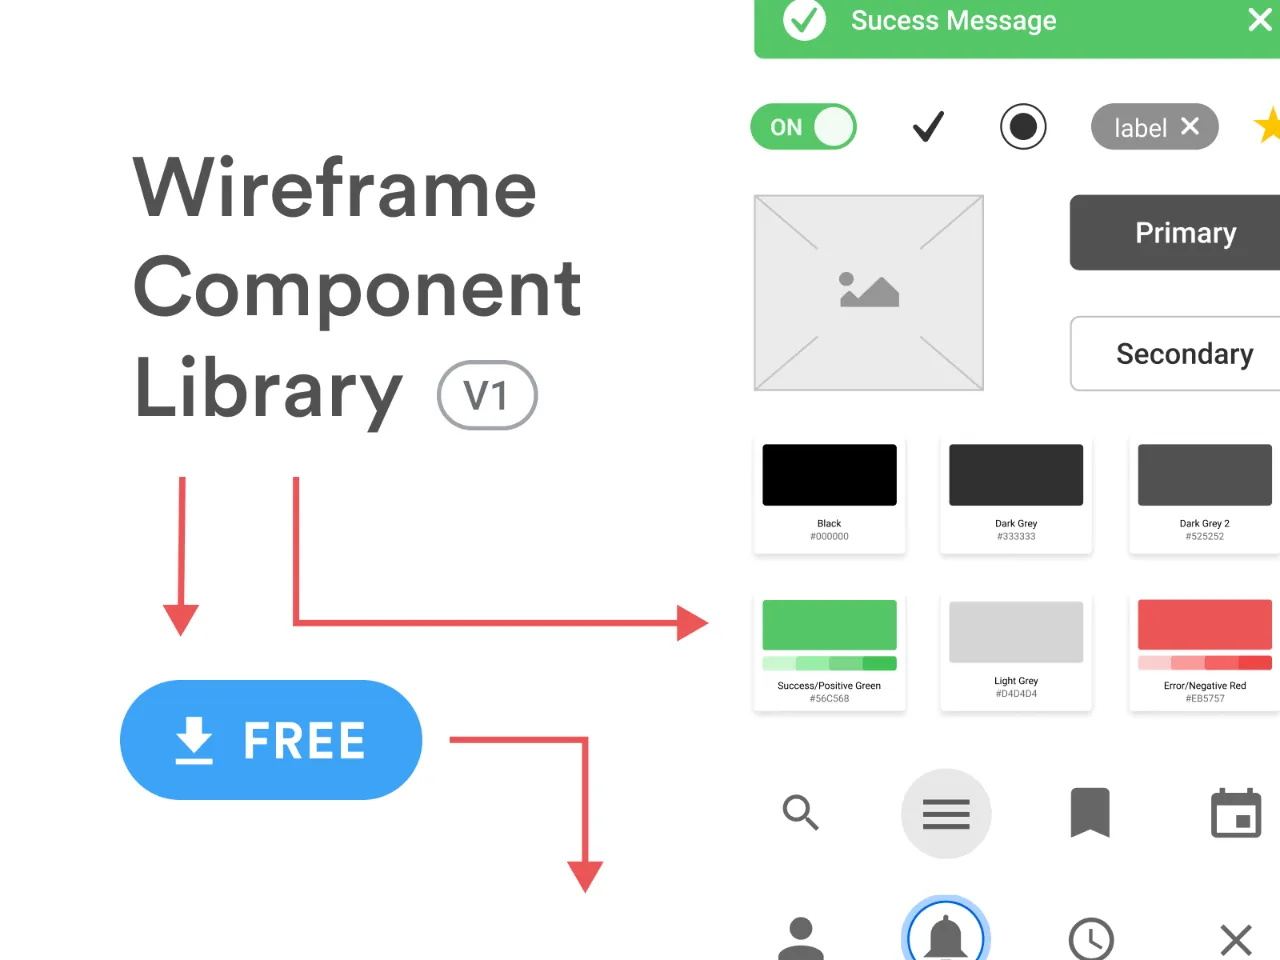 Wireframe
Component
Library V1
FREE
Sucess Message
ON
label
Primary
Secondary
Black
#000000
Dark Grey
#333333
Dark Grey 2
#525252
Success/Positive Green
#56C568
Light Grey
#D4D4D4
Error/Negative Red
#EB5757